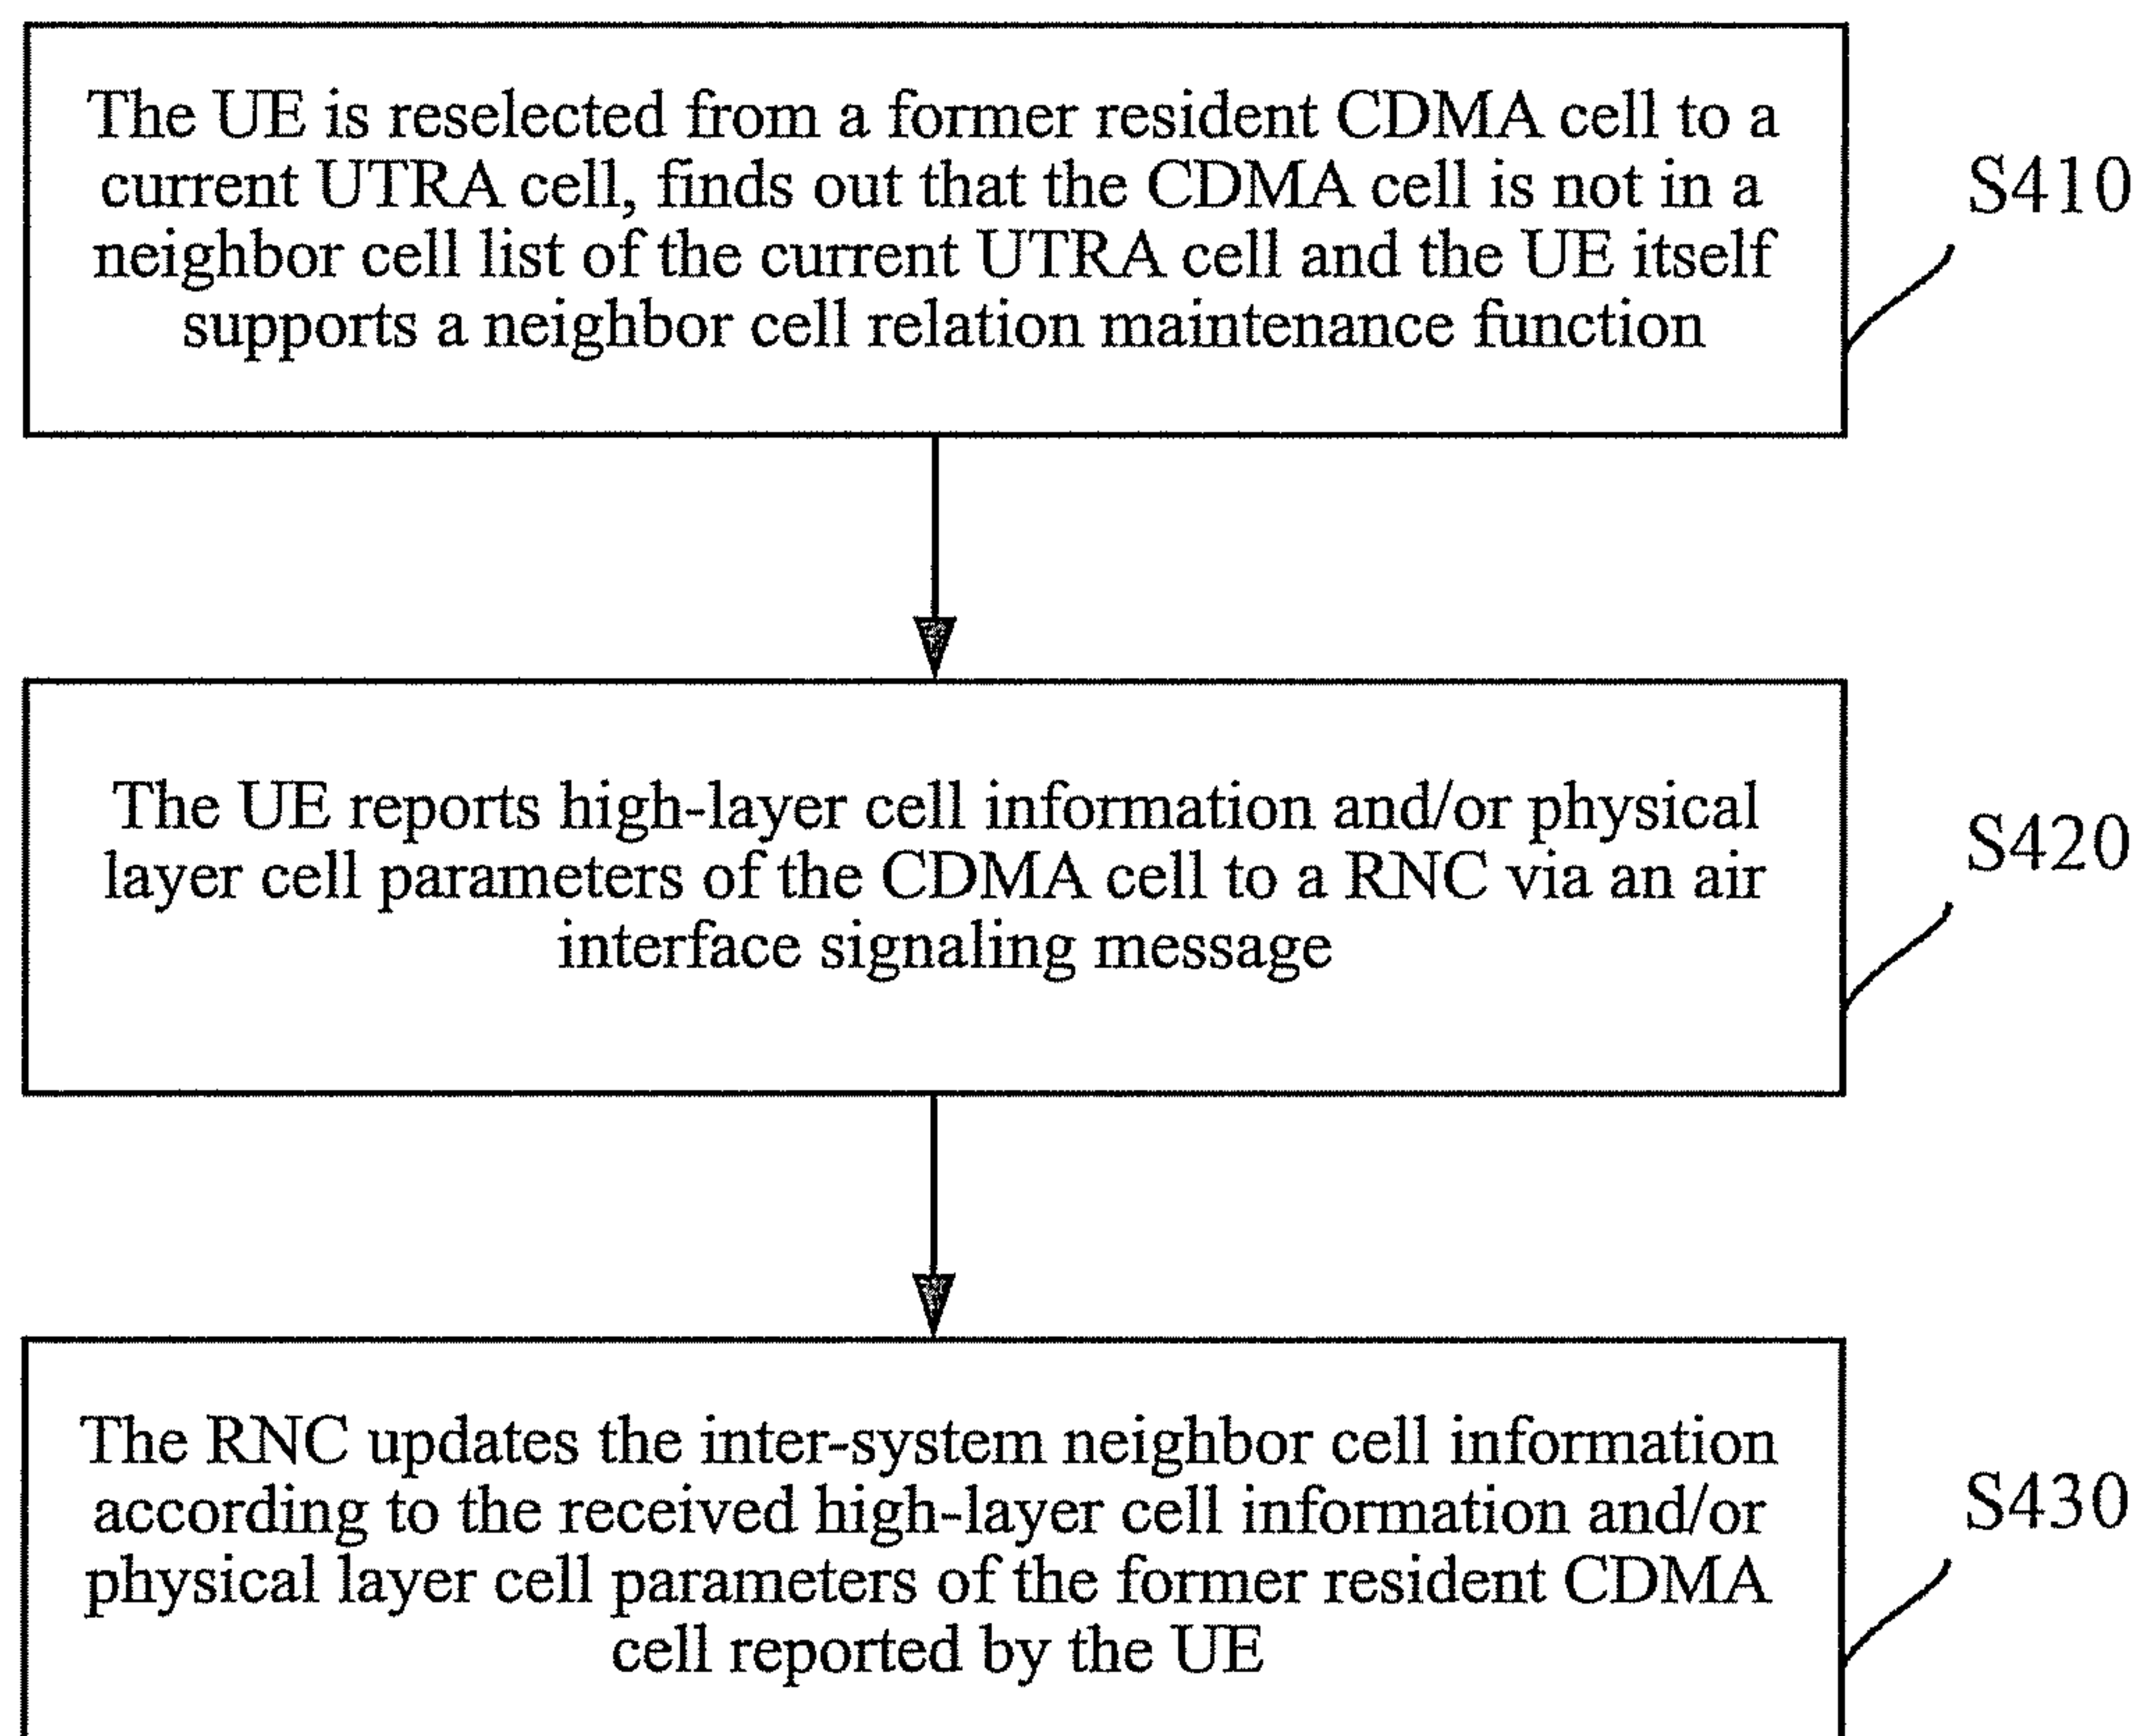 The UE is reselected from a former resident CDMA cell to a
current UTRA cell, finds out that the CDMA cell is not in a
neighbor cell list of the current UTRA cell and the UE itself
supports a neighbor cell relation maintenance function
S410
The UE reports high-layer cell information and/or physical
layer cell parameters of the CDMA cell to a RNC via an air
interface signaling message
S420
The RNC updates the inter-system neighbor cell information
according to the received high-layer cell information and/or
physical layer cell parameters of the former resident CDMA
cell reported by the UE
S430